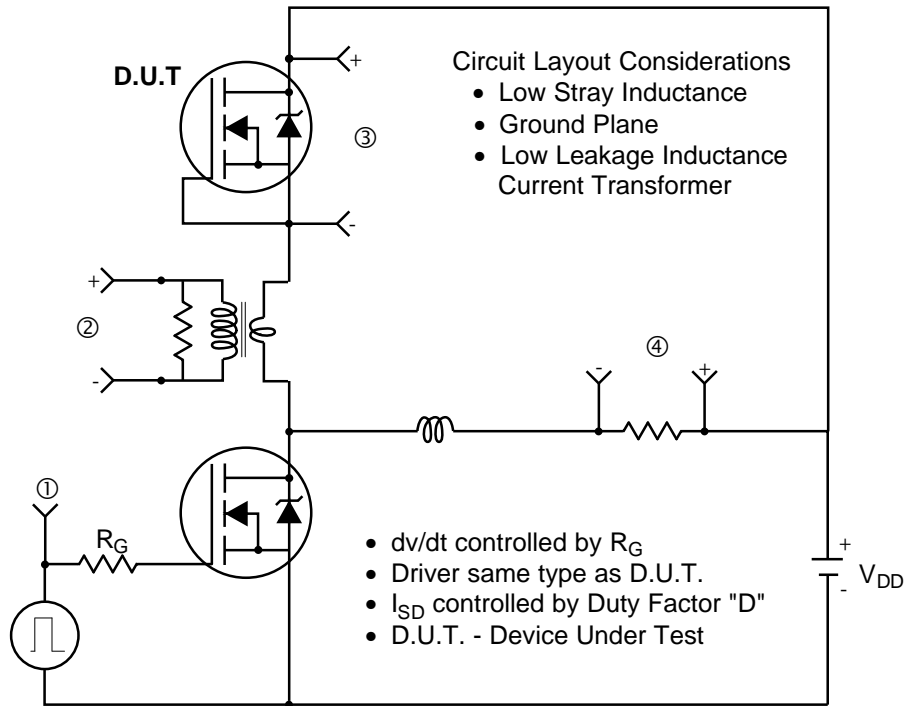 D.U.T
+
Circuit Layout Considerations
• Low Stray Inductance
③
• Ground Plane
• Low Leakage Inductance
Current Transformer
-
+
②
-
④
-
+
①
R_G
• dv/dt controlled by R_G
• Driver same type as D.U.T.
• I_SD controlled by Duty Factor "D"
• D.U.T. - Device Under Test
+
V_DD
-